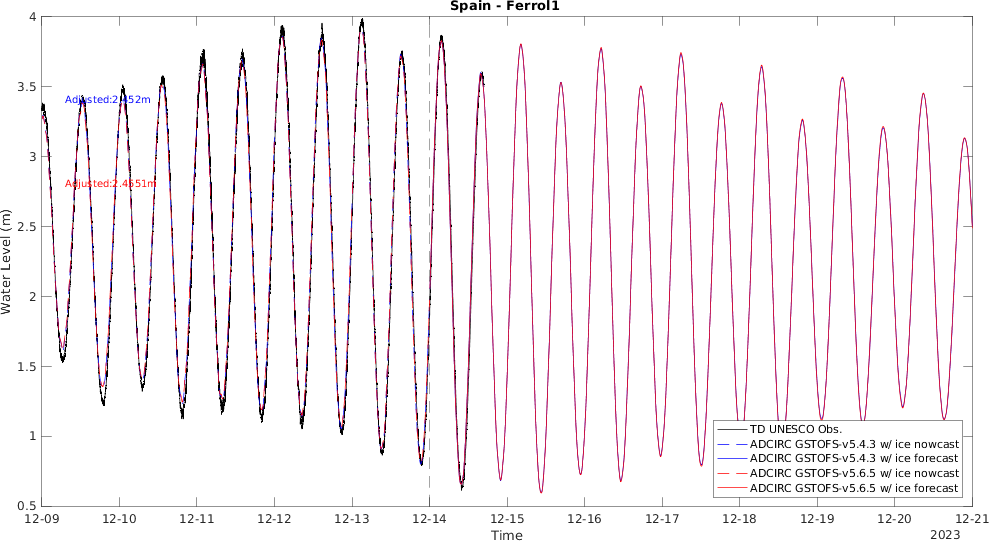 Spain - Ferrol1
4
3.5
3
2.5
2
1.5
1
0.5
Water Level (m)
Adjusted:2.452m
Adjusted:2.4551m
TD UNESCO Obs.
ADCIRC GSTOFS-v5.4.3 w/ ice nowcast
ADCIRC GSTOFS-v5.4.3 w/ ice forecast
ADCIRC GSTOFS-v5.6.5 w/ ice nowcast
ADCIRC GSTOFS-v5.6.5 w/ ice forecast
12-09 12-10 12-11 12-12 12-13 12-14 12-15 12-16 12-17 12-18 12-19 12-20 12-21
Time
2023